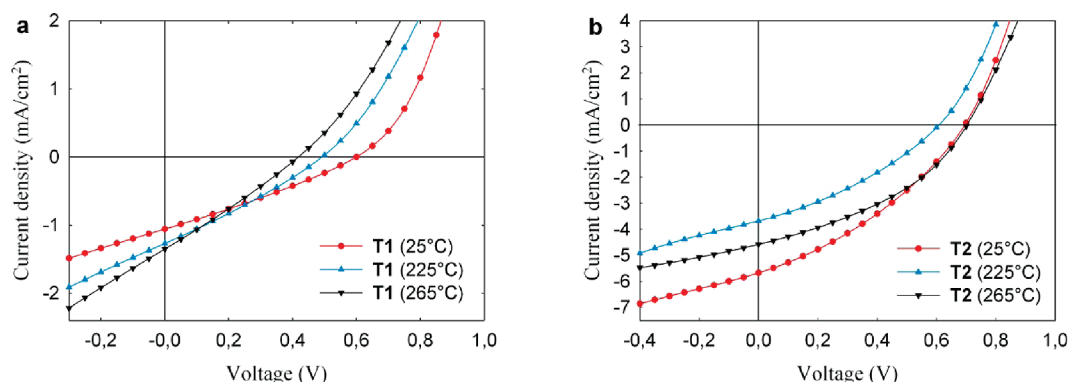 a
2
1
0
-1
-2
Current density (mA/cm²)
T1 (25°C)
T1 (225°C)
T1 (265°C)
-0,2 -0,0 0,2 0,4 0,6 0,8 1,0
Voltage (V)
b
4
3
2
1
0
-1
-2
-3
-4
-5
-6
-7
Current density (mA/cm²)
T2 (25°C)
T2 (225°C)
T2 (265°C)
-0,4 -0,2 0,0 0,2 0,4 0,6 0,8 1,0
Voltage (V)